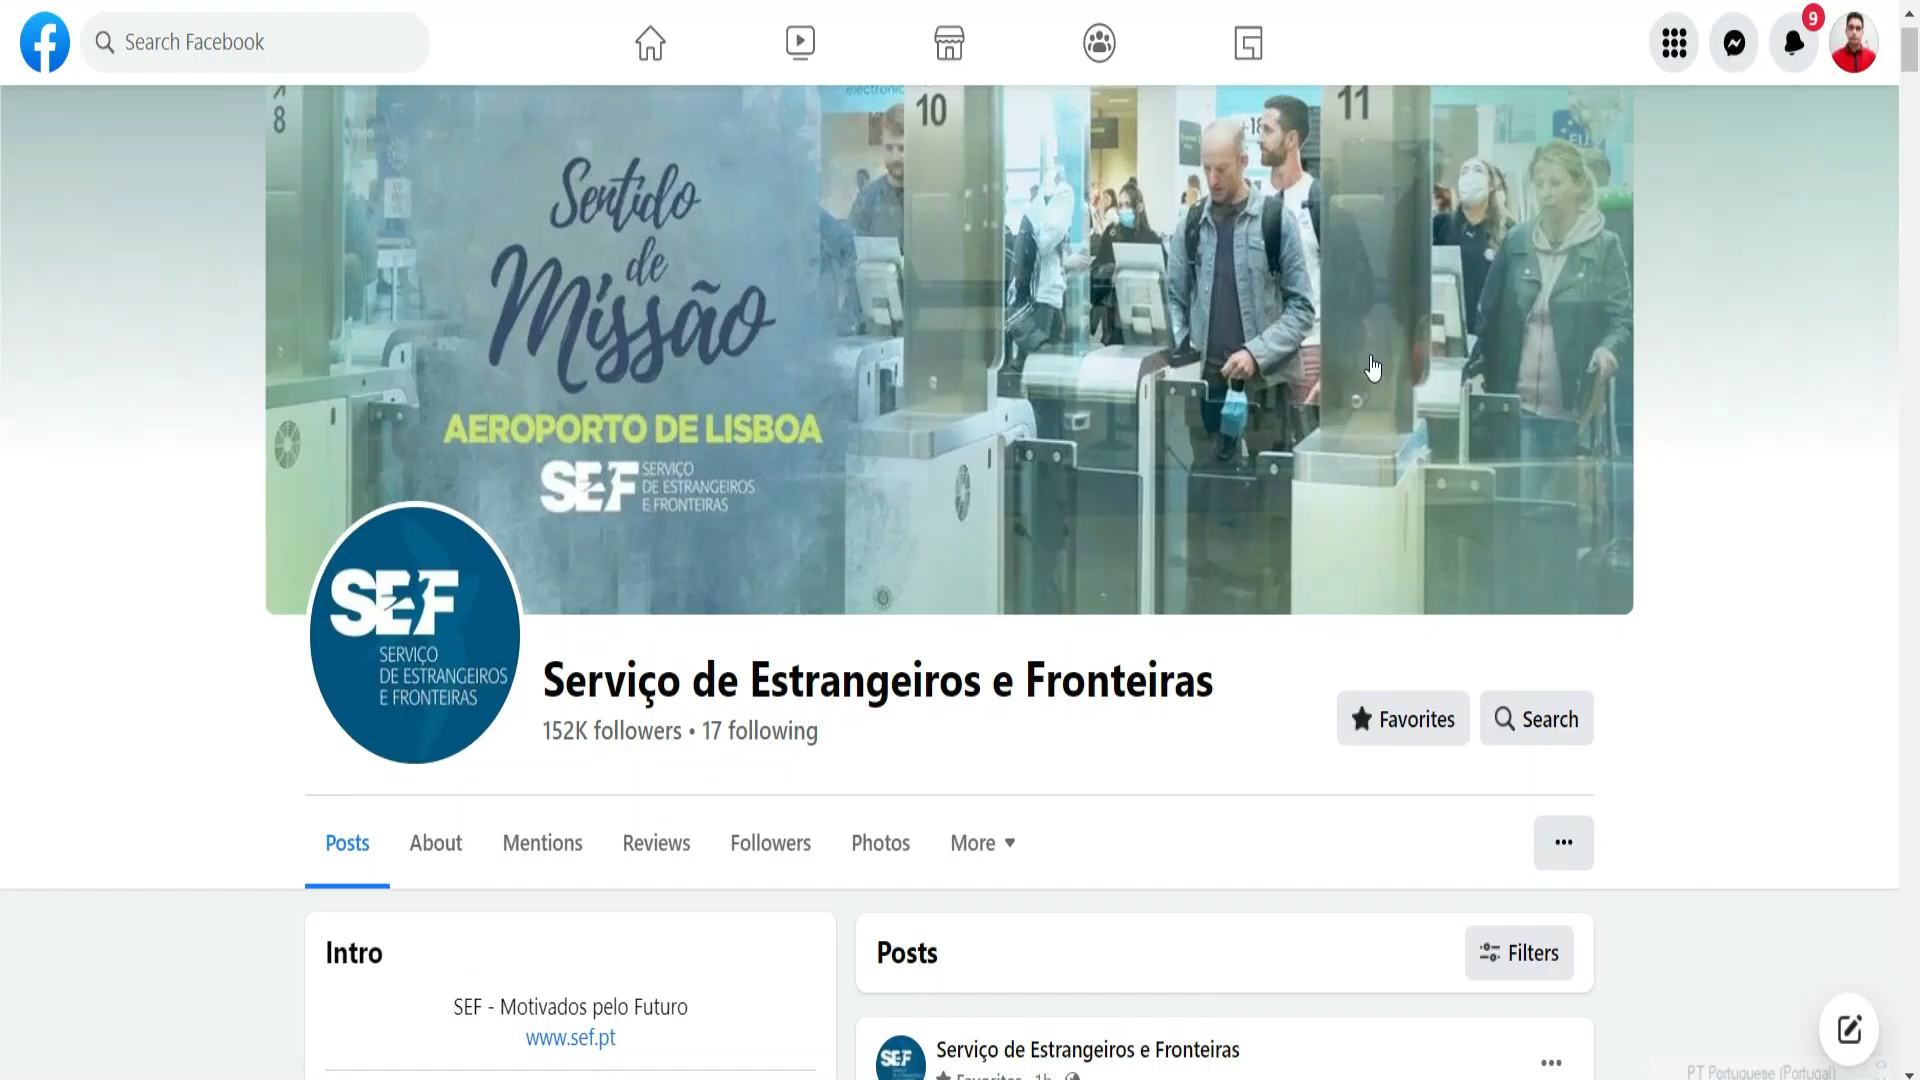 Search Facebook
9
8
electronic
10
11
Sentido
de
Missão
AEROPORTO DE LISBOA
SEF SERVIÇO
DE ESTRANGEIROS
E FRONTEIRAS
SEF
SERVIÇO
DE ESTRANGEIROS
E FRONTEIRAS
Serviço de Estrangeiros e Fronteiras
152K followers • 17 following
Favorites
Search
Posts About Mentions Reviews Followers Photos More
Intro
SEF - Motivados pelo Futuro
www.sef.pt
Posts
Filters
SEF
Serviço de Estrangeiros e Fronteiras
Favorites · 1h
PT Portuguese (Portugal)